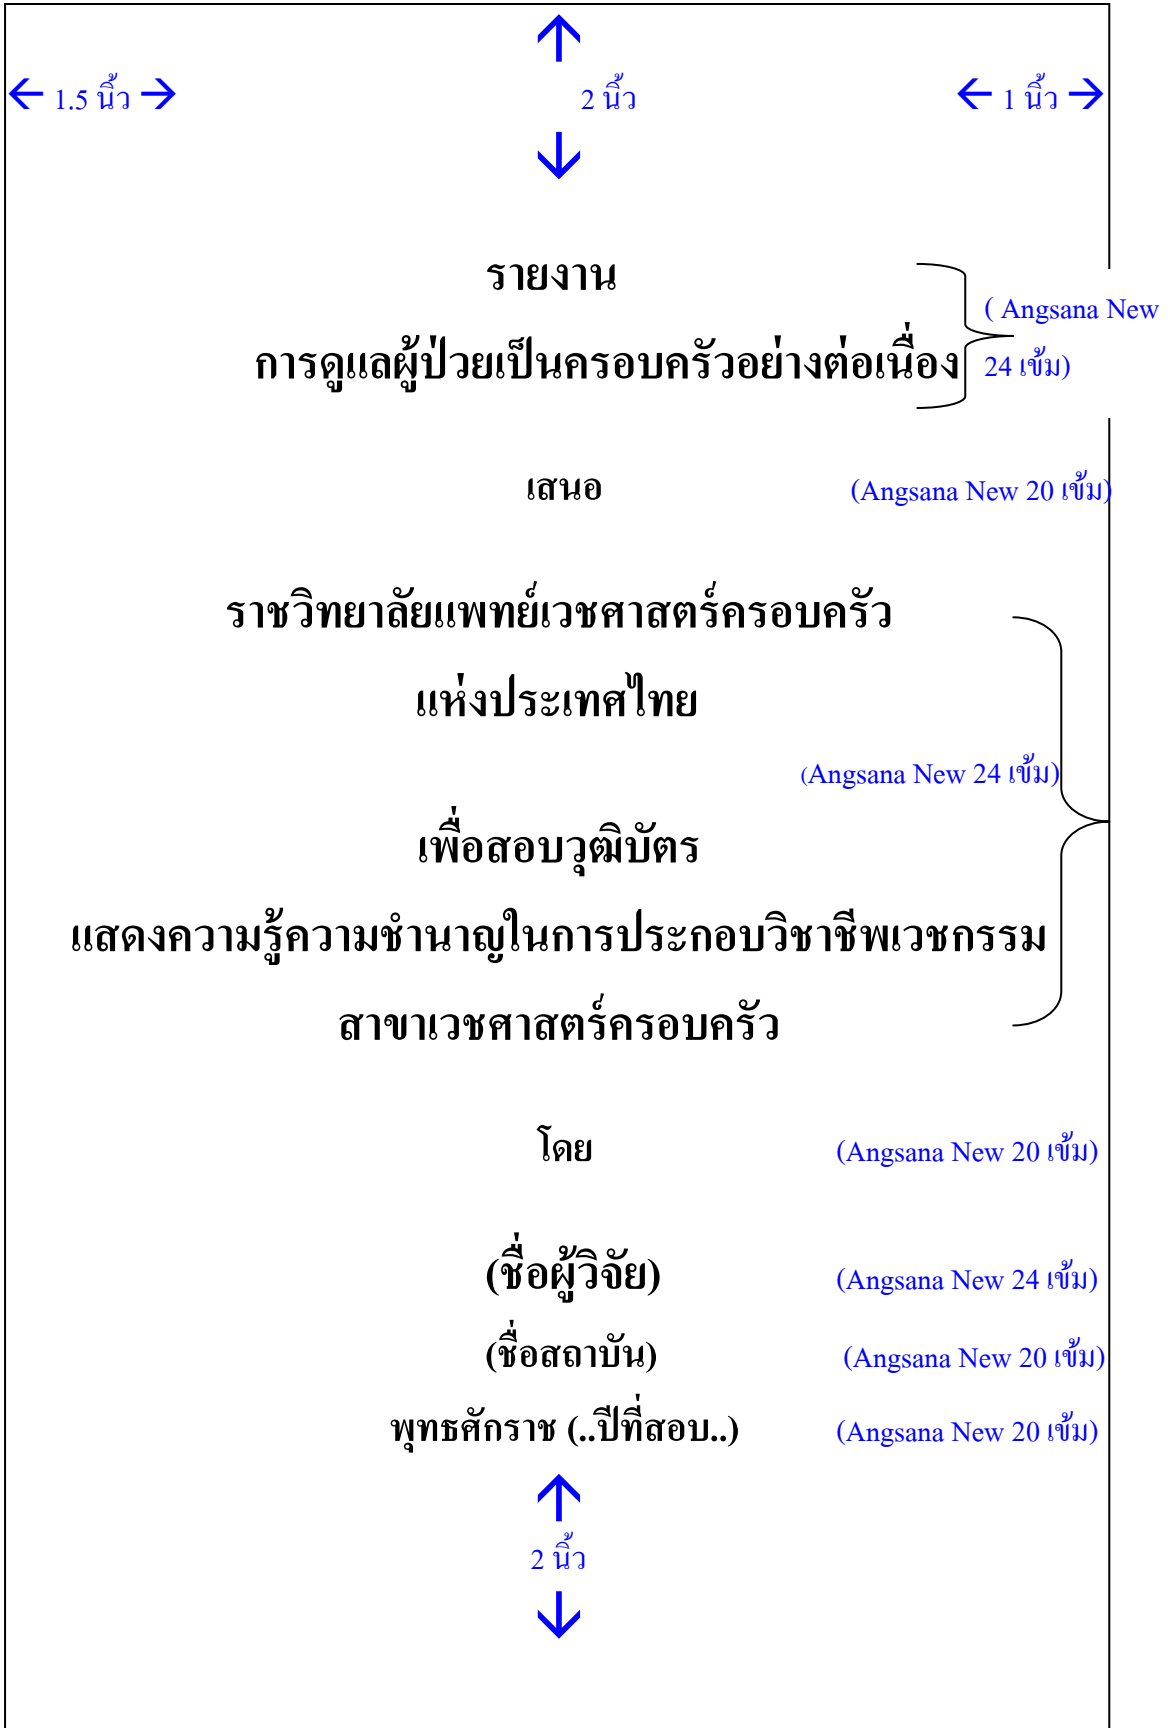 ← 1.5 นิ้ว → 2 นิ้ว ← 1 นิ้ว →
รายงาน
( Angsana New
การดูแลผู้ป่วยเป็นครอบครัวอย่างต่อเนื่อง 24 เข้ม)
เสนอ (Angsana New 20 เข้ม)
ราชวิทยาลัยแพทย์เวชศาสตร์ครอบครัว
แห่งประเทศไทย
(Angsana New 24 เข้ม)
เพื่อสอบวุฒิบัตร
แสดงความรู้ความชำนาญในการประกอบวิชาชีพเวชกรรม
สาขาเวชศาสตร์ครอบครัว
โดย (Angsana New 20 เข้ม)
(ชื่อผู้วิจัย) (Angsana New 24 เข้ม)
(ชื่อสถาบัน) (Angsana New 20 เข้ม)
พุทธศักราช (..ปีที่สอบ..) (Angsana New 20 เข้ม)
2 นิ้ว